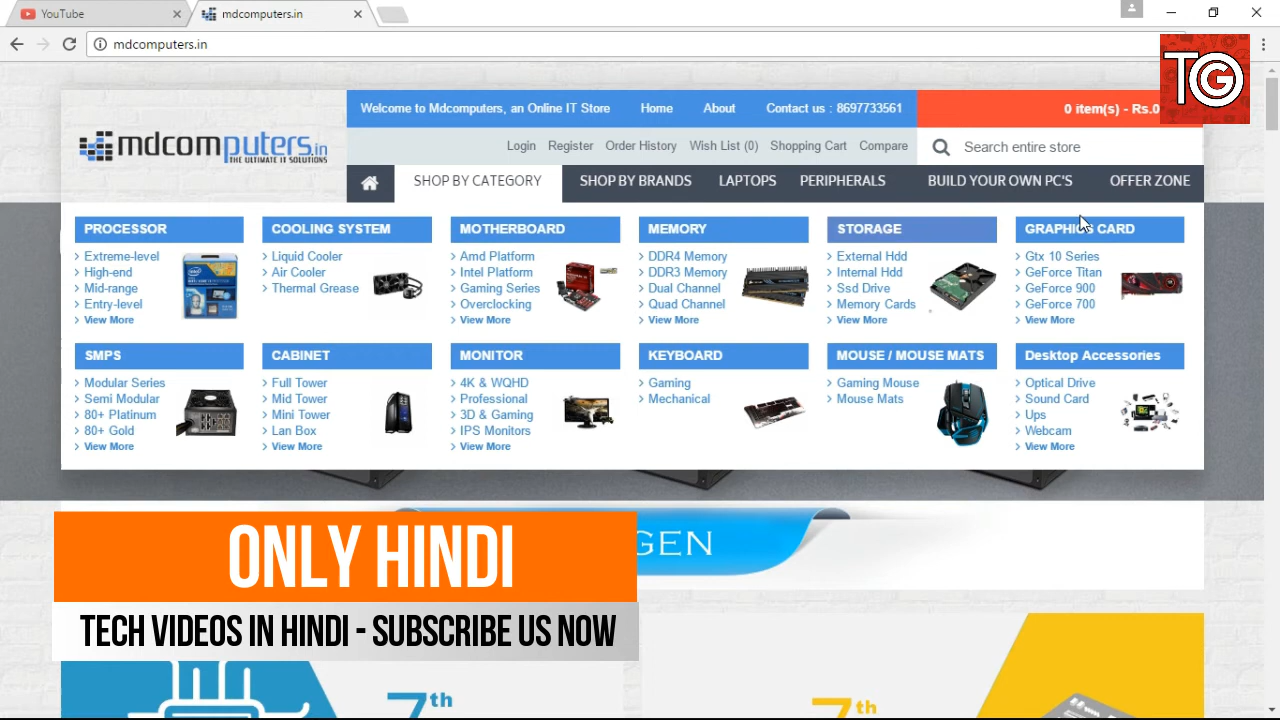 YouTube
mdcomputers.in
mdcomputers.in
TG
Welcome to Mdcomputers, an Online IT Store Home About Contact us : 8697733561
0 item(s) - Rs.0
mdcomputers.in
THE ULTIMATE IT SOLUTIONS
Login Register Order History Wish List (0) Shopping Cart Compare
Search entire store
SHOP BY CATEGORY SHOP BY BRANDS LAPTOPS PERIPHERALS BUILD YOUR OWN PC'S OFFER ZONE
PROCESSOR
Extreme-level
High-end
Mid-range
Entry-level
View More
COOLING SYSTEM
Liquid Cooler
Air Cooler
Thermal Grease
MOTHERBOARD
Amd Platform
Intel Platform
Gaming Series
Overclocking
View More
MEMORY
DDR4 Memory
DDR3 Memory
Dual Channel
Quad Channel
View More
STORAGE
External Hdd
Internal Hdd
Ssd Drive
Memory Cards
View More
GRAPHICS CARD
Gtx 10 Series
GeForce Titan
GeForce 900
GeForce 700
View More
SMPS
Modular Series
Semi Modular
80+ Platinum
80+ Gold
View More
CABINET
Full Tower
Mid Tower
Mini Tower
Lan Box
View More
MONITOR
4K & WQHD
Professional
3D & Gaming
IPS Monitors
View More
KEYBOARD
Gaming
Mechanical
MOUSE / MOUSE MATS
Gaming Mouse
Mouse Mats
Desktop Accessories
Optical Drive
Sound Card
Ups
Webcam
View More
GEN
ONLY HINDI
TECH VIDEOS IN HINDI - SUBSCRIBE US NOW
7th
7th